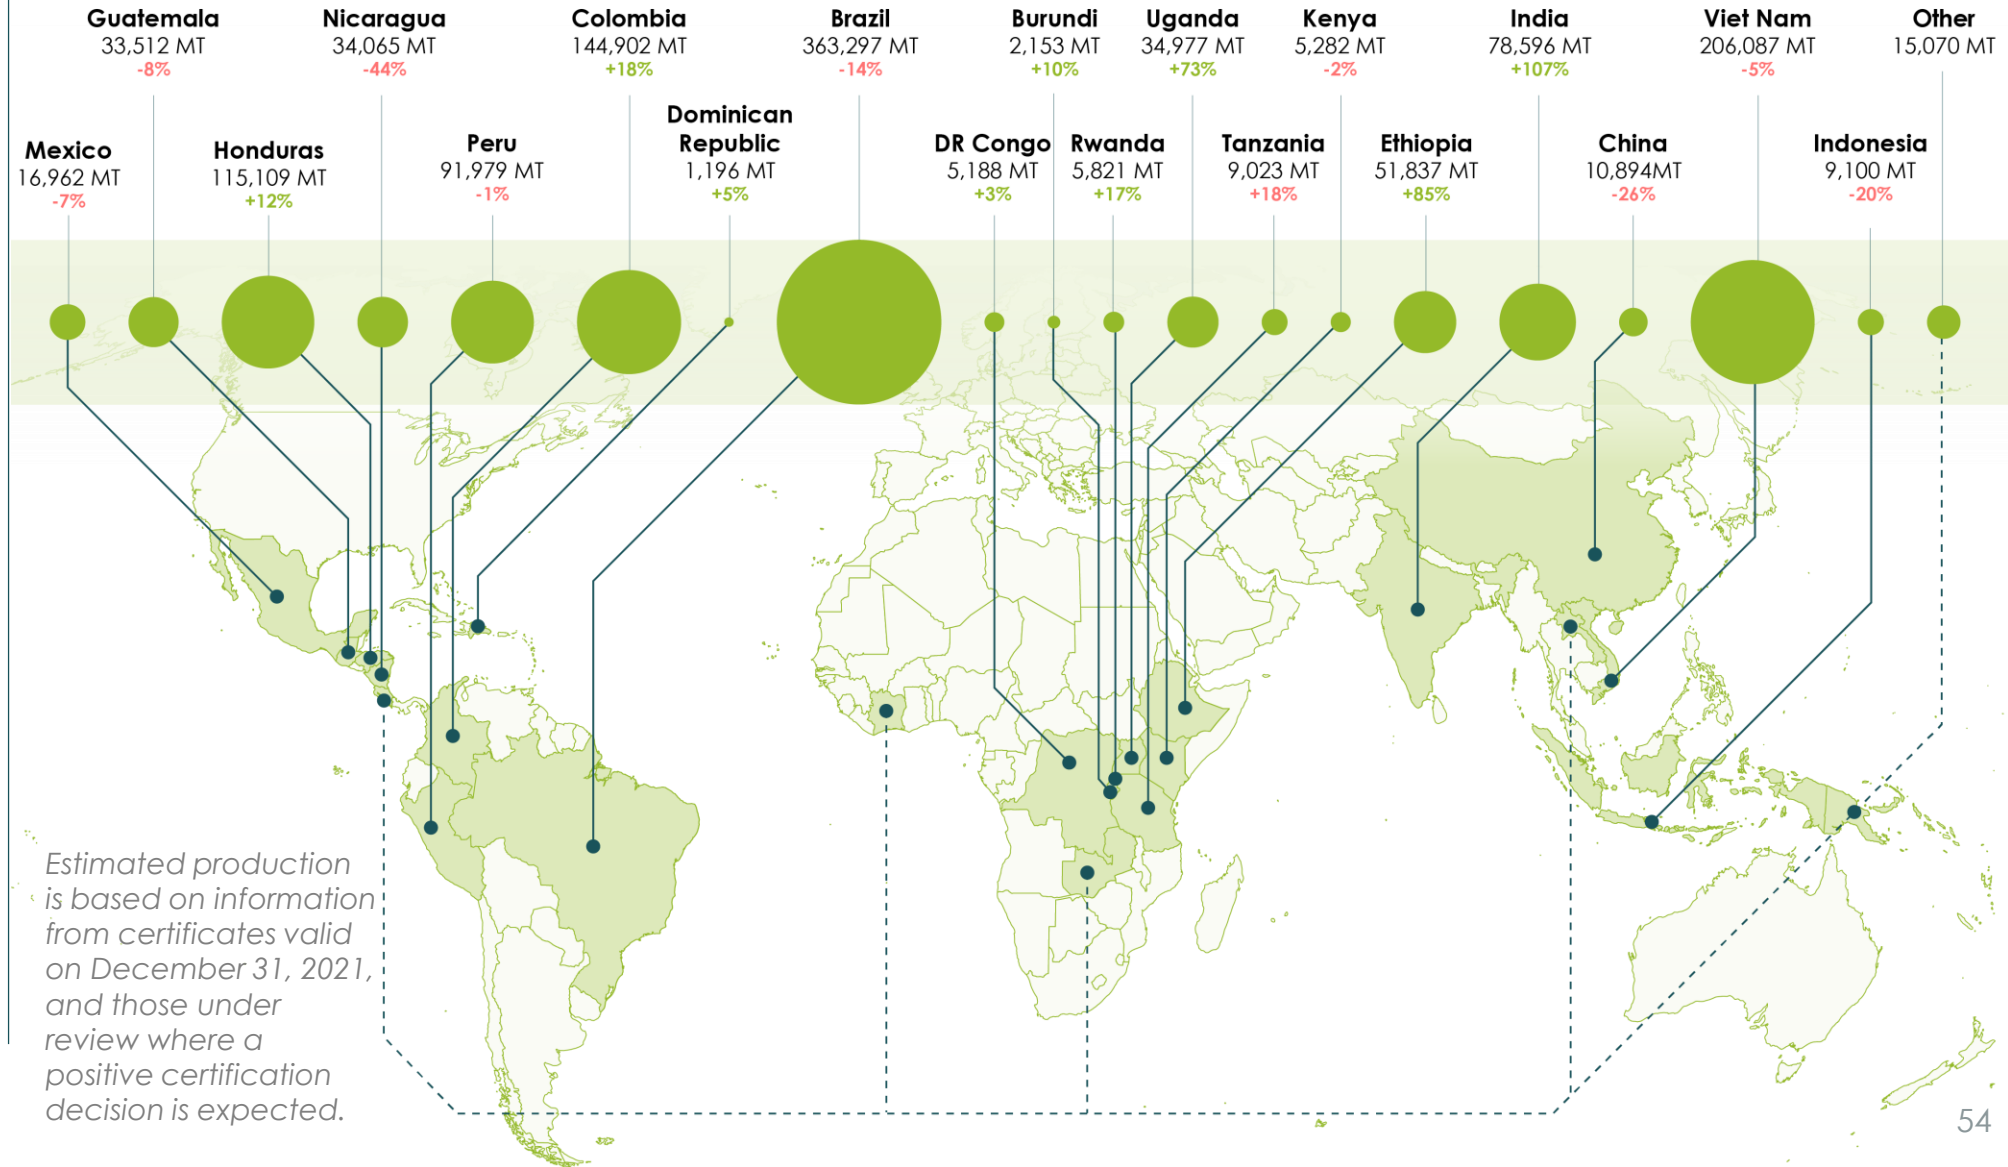 Guatemala
33,512 MT
-8%
Nicaragua
34,065 MT
-44%
Colombia
144,902 MT
+18%
Brazil
363,297 MT
-14%
Burundi
2,153 MT
+10%
Uganda
34,977 MT
+73%
Kenya
5,282 MT
-2%
India
78,596 MT
+107%
Viet Nam
206,087 MT
-5%
Other
15,070 MT
Mexico
16,962 MT
-7%
Honduras
115,109 MT
+12%
Peru
91,979 MT
-1%
Dominican
Republic
1,196 MT
+5%
DR Congo
5,188 MT
+3%
Rwanda
5,821 MT
+17%
Tanzania
9,023 MT
+18%
Ethiopia
51,837 MT
+85%
China
10,894MT
-26%
Indonesia
9,100 MT
-20%
Estimated production
is based on information
from certificates valid
on December 31, 2021,
and those under
review where a
positive certification
decision is expected.
54